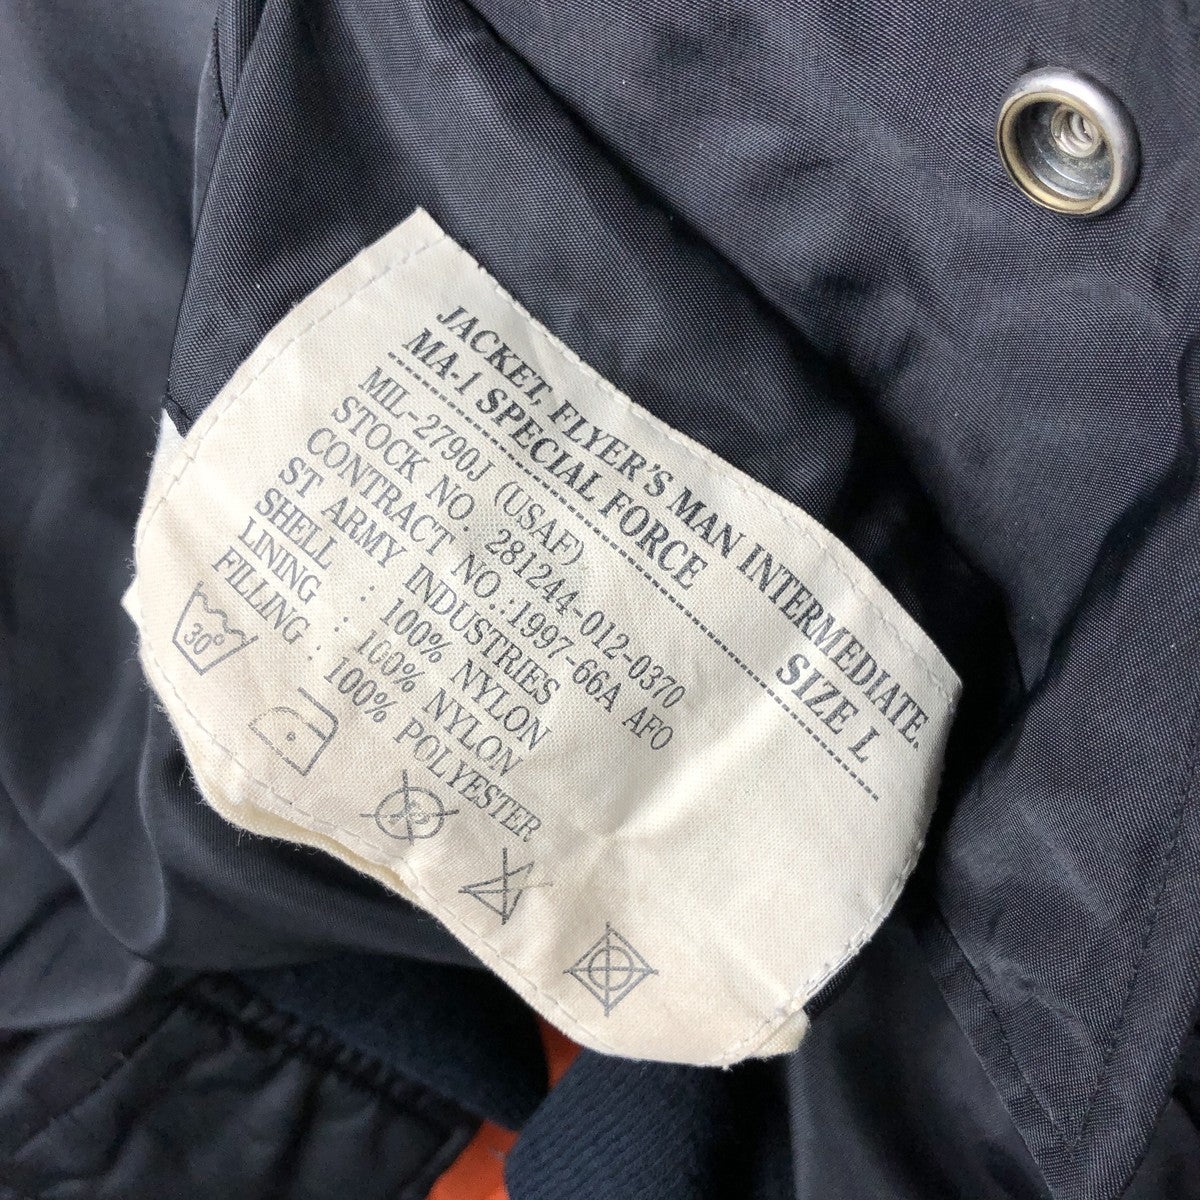 JACKET, FLYER'S MAN INTERMEDIATE.
MA-1 SPECIAL FORCE SIZE L
MIL-2790J (USAF)
STOCK NO. 281244-012-0370
CONTRACT NO.:1997-66A AFO
ST ARMY INDUSTRIES
SHELL : 100% NYLON
LINING : 100% NYLON
FILLING : 100% POLYESTER
30°